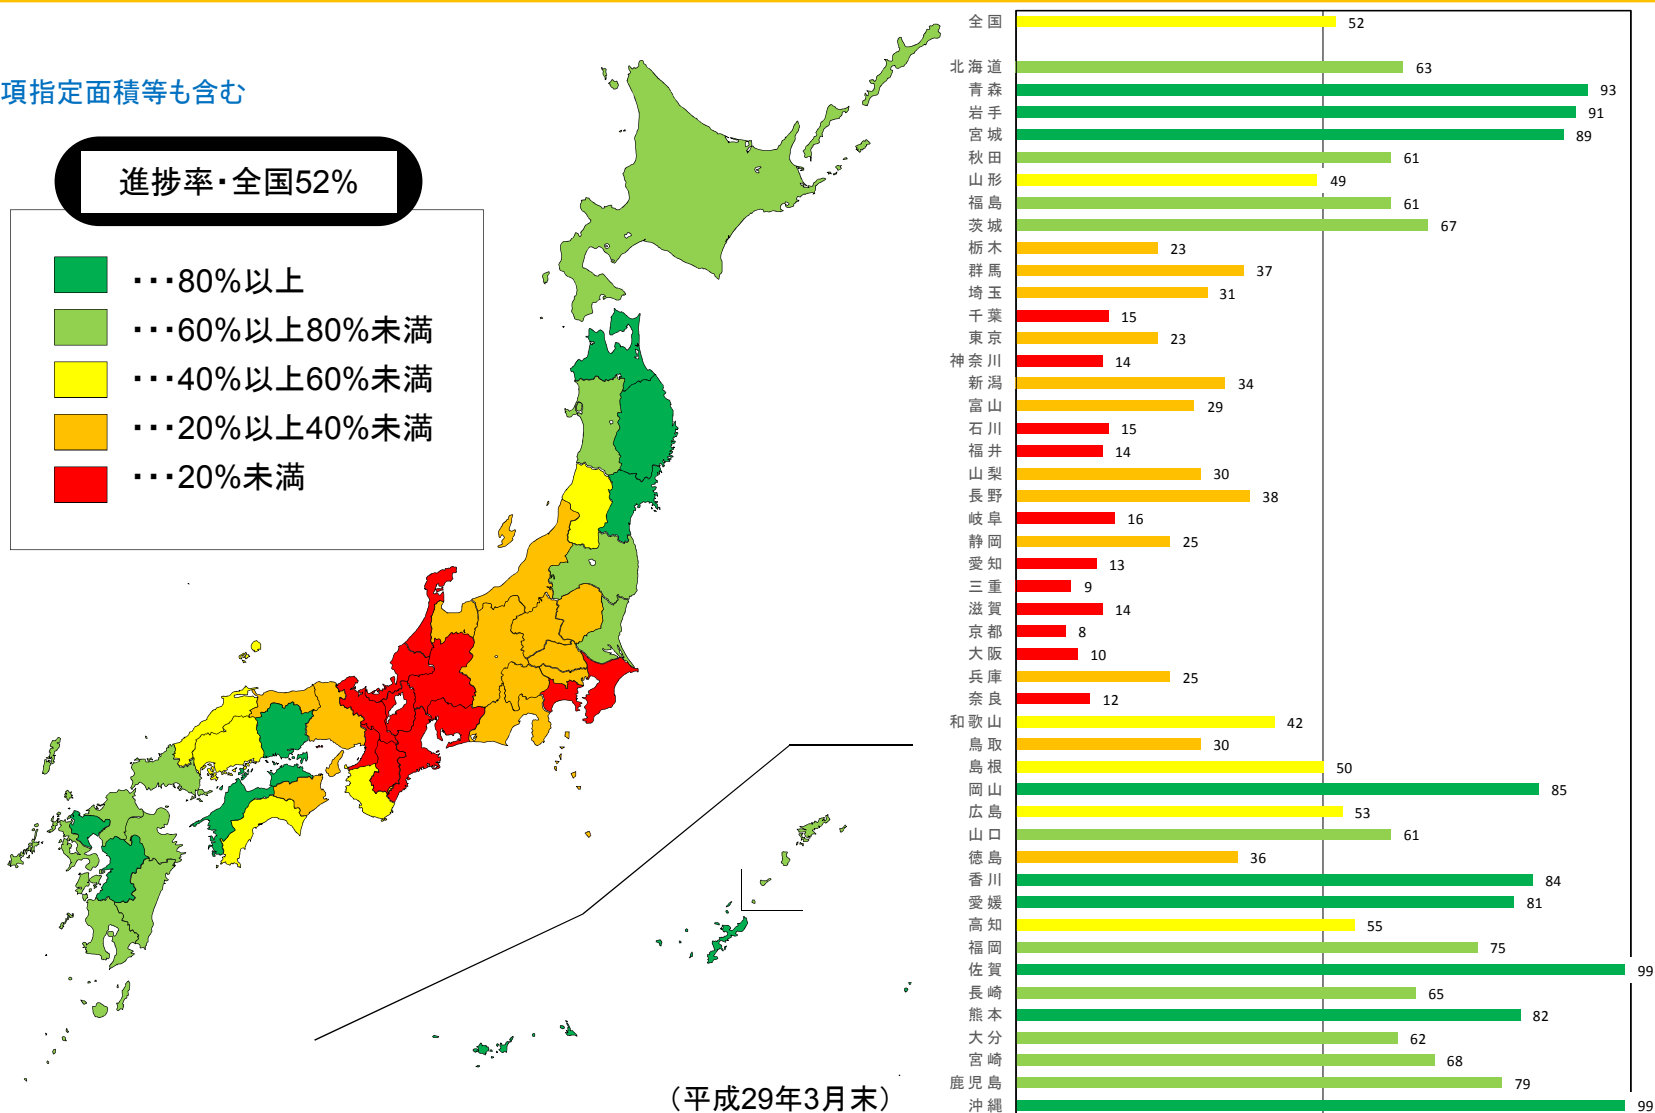 項指定面積等も含む
進捗率・全国52%
・・・80%以上
・・・60%以上80%未満
・・・40%以上60%未満
・・・20%以上40%未満
・・・20%未満
(平成29年3月末)
全国 52
北海道 63
青森 93
岩手 91
宮城 89
秋田 61
山形 49
福島 61
茨城 67
栃木 23
群馬 37
埼玉 31
千葉 15
東京 23
神奈川 14
新潟 34
富山 29
石川 15
福井 14
山梨 30
長野 38
岐阜 16
静岡 25
愛知 13
三重 9
滋賀 14
京都 8
大阪 10
兵庫 25
奈良 12
和歌山 42
鳥取 30
島根 50
岡山 85
広島 53
山口 61
徳島 36
香川 84
愛媛 81
高知 55
福岡 75
佐賀 99
長崎 65
熊本 82
大分 62
宮崎 68
鹿児島 79
沖縄 99